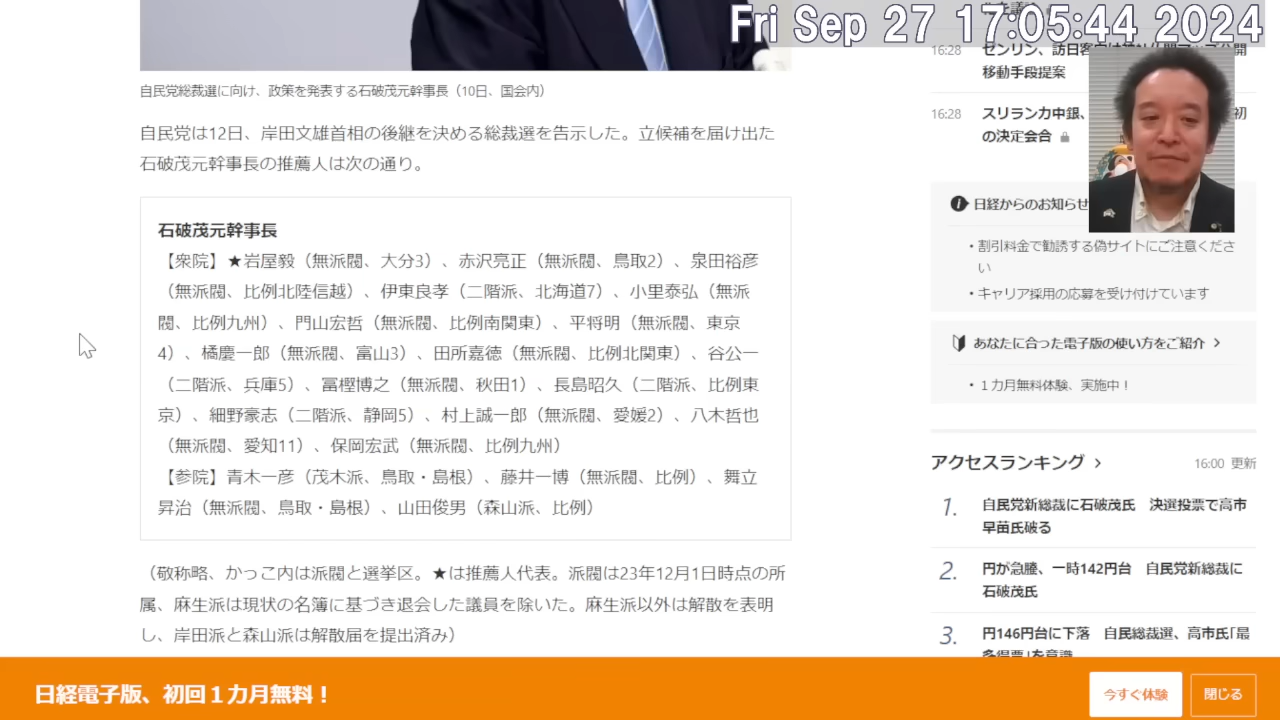 Fri Sep 27 17:05:44 2024
自民党総裁選に向け、政策を発表する石破茂元幹事長（10日、国会内）
自民党は12日、岸田文雄首相の後継を決める総裁選を告示した。立候補を届け出た
石破茂元幹事長の推薦人は次の通り。
石破茂元幹事長
【衆院】★岩屋毅（無派閥、大分3）、赤沢亮正（無派閥、鳥取2）、泉田裕彦
（無派閥、比例北陸信越）、伊東良孝（二階派、北海道7）、小里泰弘（無派
閥、比例九州）、門山宏哲（無派閥、比例南関東）、平将明（無派閥、東京
4）、橘慶一郎（無派閥、富山3）、田所嘉徳（無派閥、比例北関東）、谷公一
（二階派、兵庫5）、冨樫博之（無派閥、秋田1）、長島昭久（二階派、比例東
京）、細野豪志（二階派、静岡5）、村上誠一郎（無派閥、愛媛2）、八木哲也
（無派閥、愛知11）、保岡宏武（無派閥、比例九州）
【参院】青木一彦（茂木派、鳥取・島根）、藤井一博（無派閥、比例）、舞立
昇治（無派閥、鳥取・島根）、山田俊男（森山派、比例）
（敬称略、かっこ内は派閥と選挙区。★は推薦人代表。派閥は23年12月1日時点の所
属、麻生派は現状の名簿に基づき退会した議員を除いた。麻生派以外は解散を表明
し、岸田派と森山派は解散届を提出済み）
16:28 センリン、訪日客
移動手段提案
16:28 スリランカ中銀、 初
の決定会合
日経からのお知らせ
・割引料金で勧誘する偽サイトにご注意くださ
い
・キャリア採用の応募を受け付けています
あなたに合った電子版の使い方をご紹介 >
・１カ月無料体験、実施中！
アクセスランキング > 16:00 更新
1. 自民党新総裁に石破茂氏 決選投票で高市
早苗氏破る
2. 円が急騰、一時142円台 自民党新総裁に
石破茂氏
3. 円146円台に下落 自民総裁選、高市氏「最
多得票」を意識
日経電子版、初回１カ月無料！
今すぐ体験 閉じる